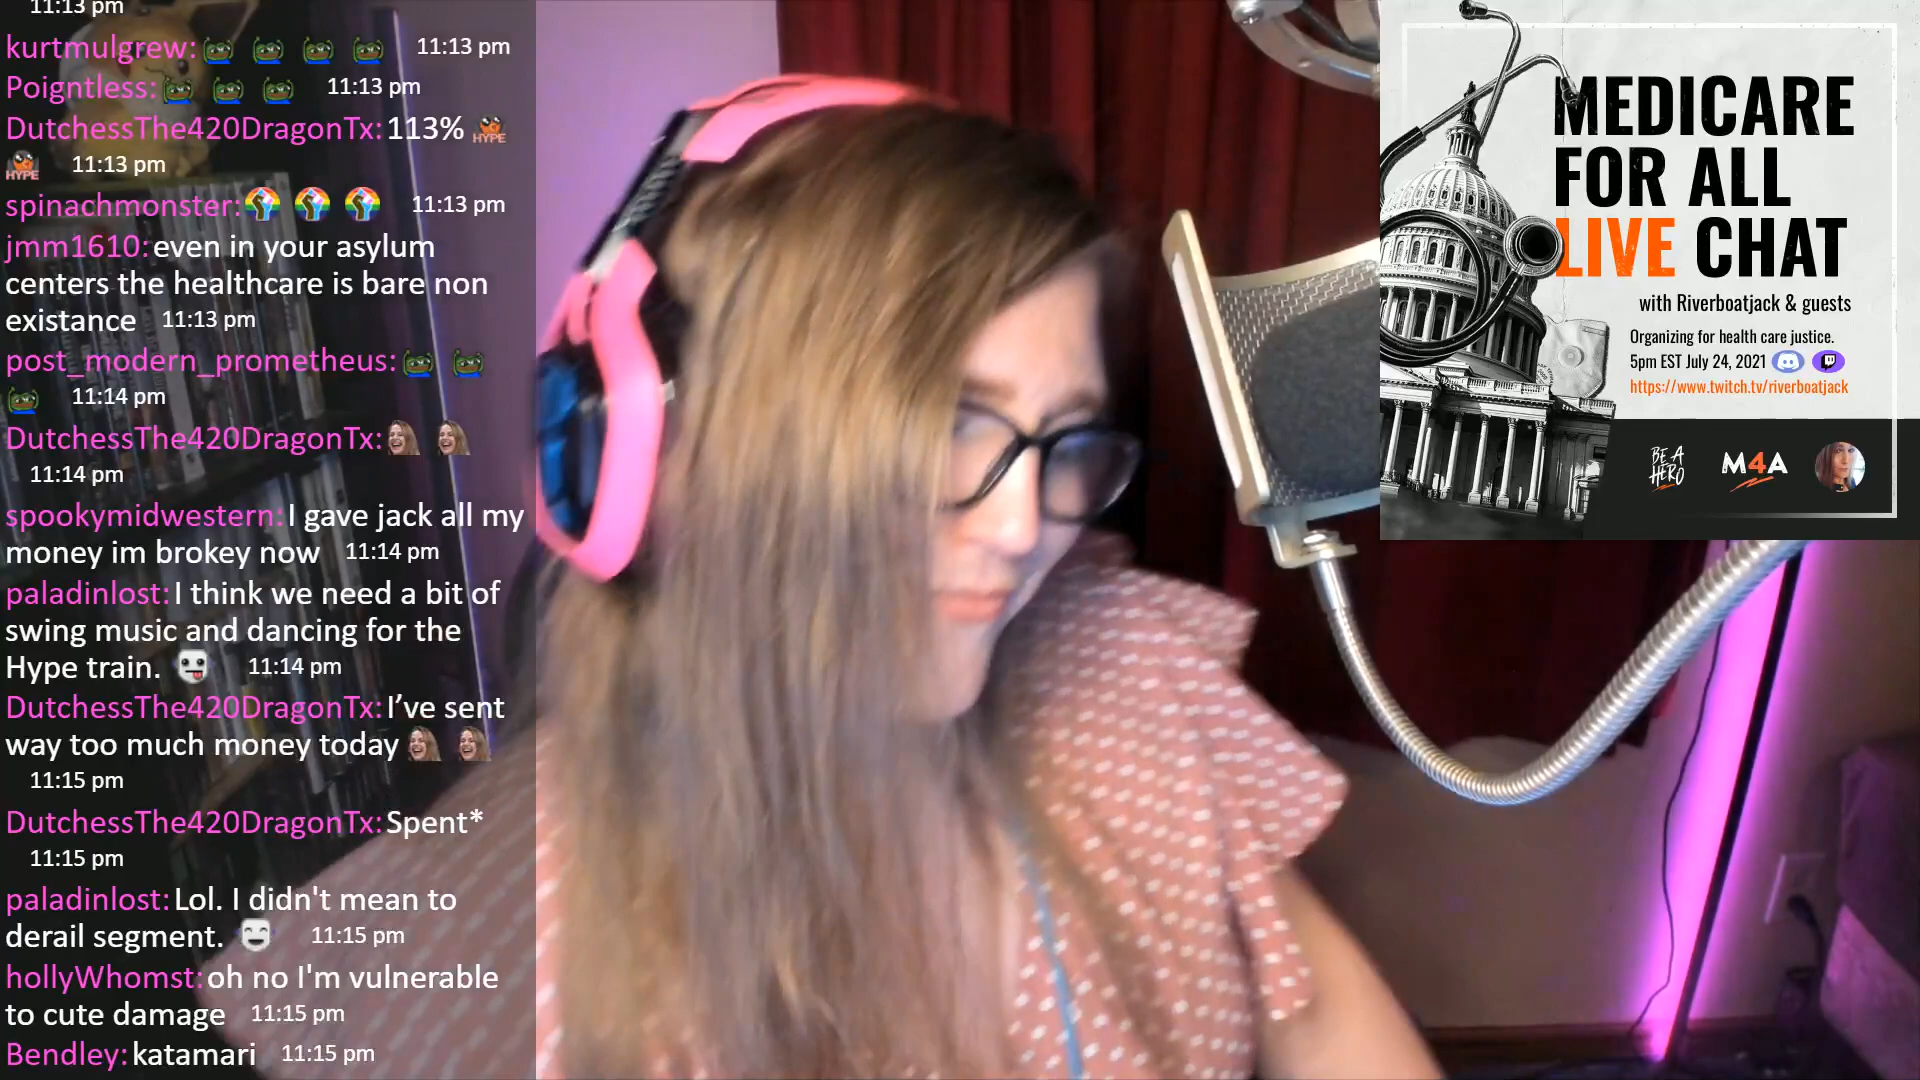 11:13 pm
kurtmulgrew: 11:13 pm
Poigntless: 11:13 pm
DutchessThe420DragonTx: 113% HYPE
HYPE 11:13 pm
spinachmonster: 11:13 pm
jmm1610: even in your asylum
centers the healthcare is bare non
existance 11:13 pm
post_modern_prometheus:
11:14 pm
DutchessThe420DragonTx:
11:14 pm
spookymidwestern: I gave jack all my
money im brokey now 11:14 pm
paladinlost: I think we need a bit of
swing music and dancing for the
Hype train. 11:14 pm
DutchessThe420DragonTx: I’ve sent
way too much money today
11:15 pm
DutchessThe420DragonTx: Spent*
11:15 pm
paladinlost: Lol. I didn't mean to
derail segment. 11:15 pm
hollyWhomst: oh no I'm vulnerable
to cute damage 11:15 pm
Bendley: katamari 11:15 pm
MEDICARE
FOR ALL
LIVE CHAT
with Riverboatjack & guests
Organizing for health care justice.
5pm EST July 24, 2021
https://www.twitch.tv/riverboatjack
BE A
HERO
M4A